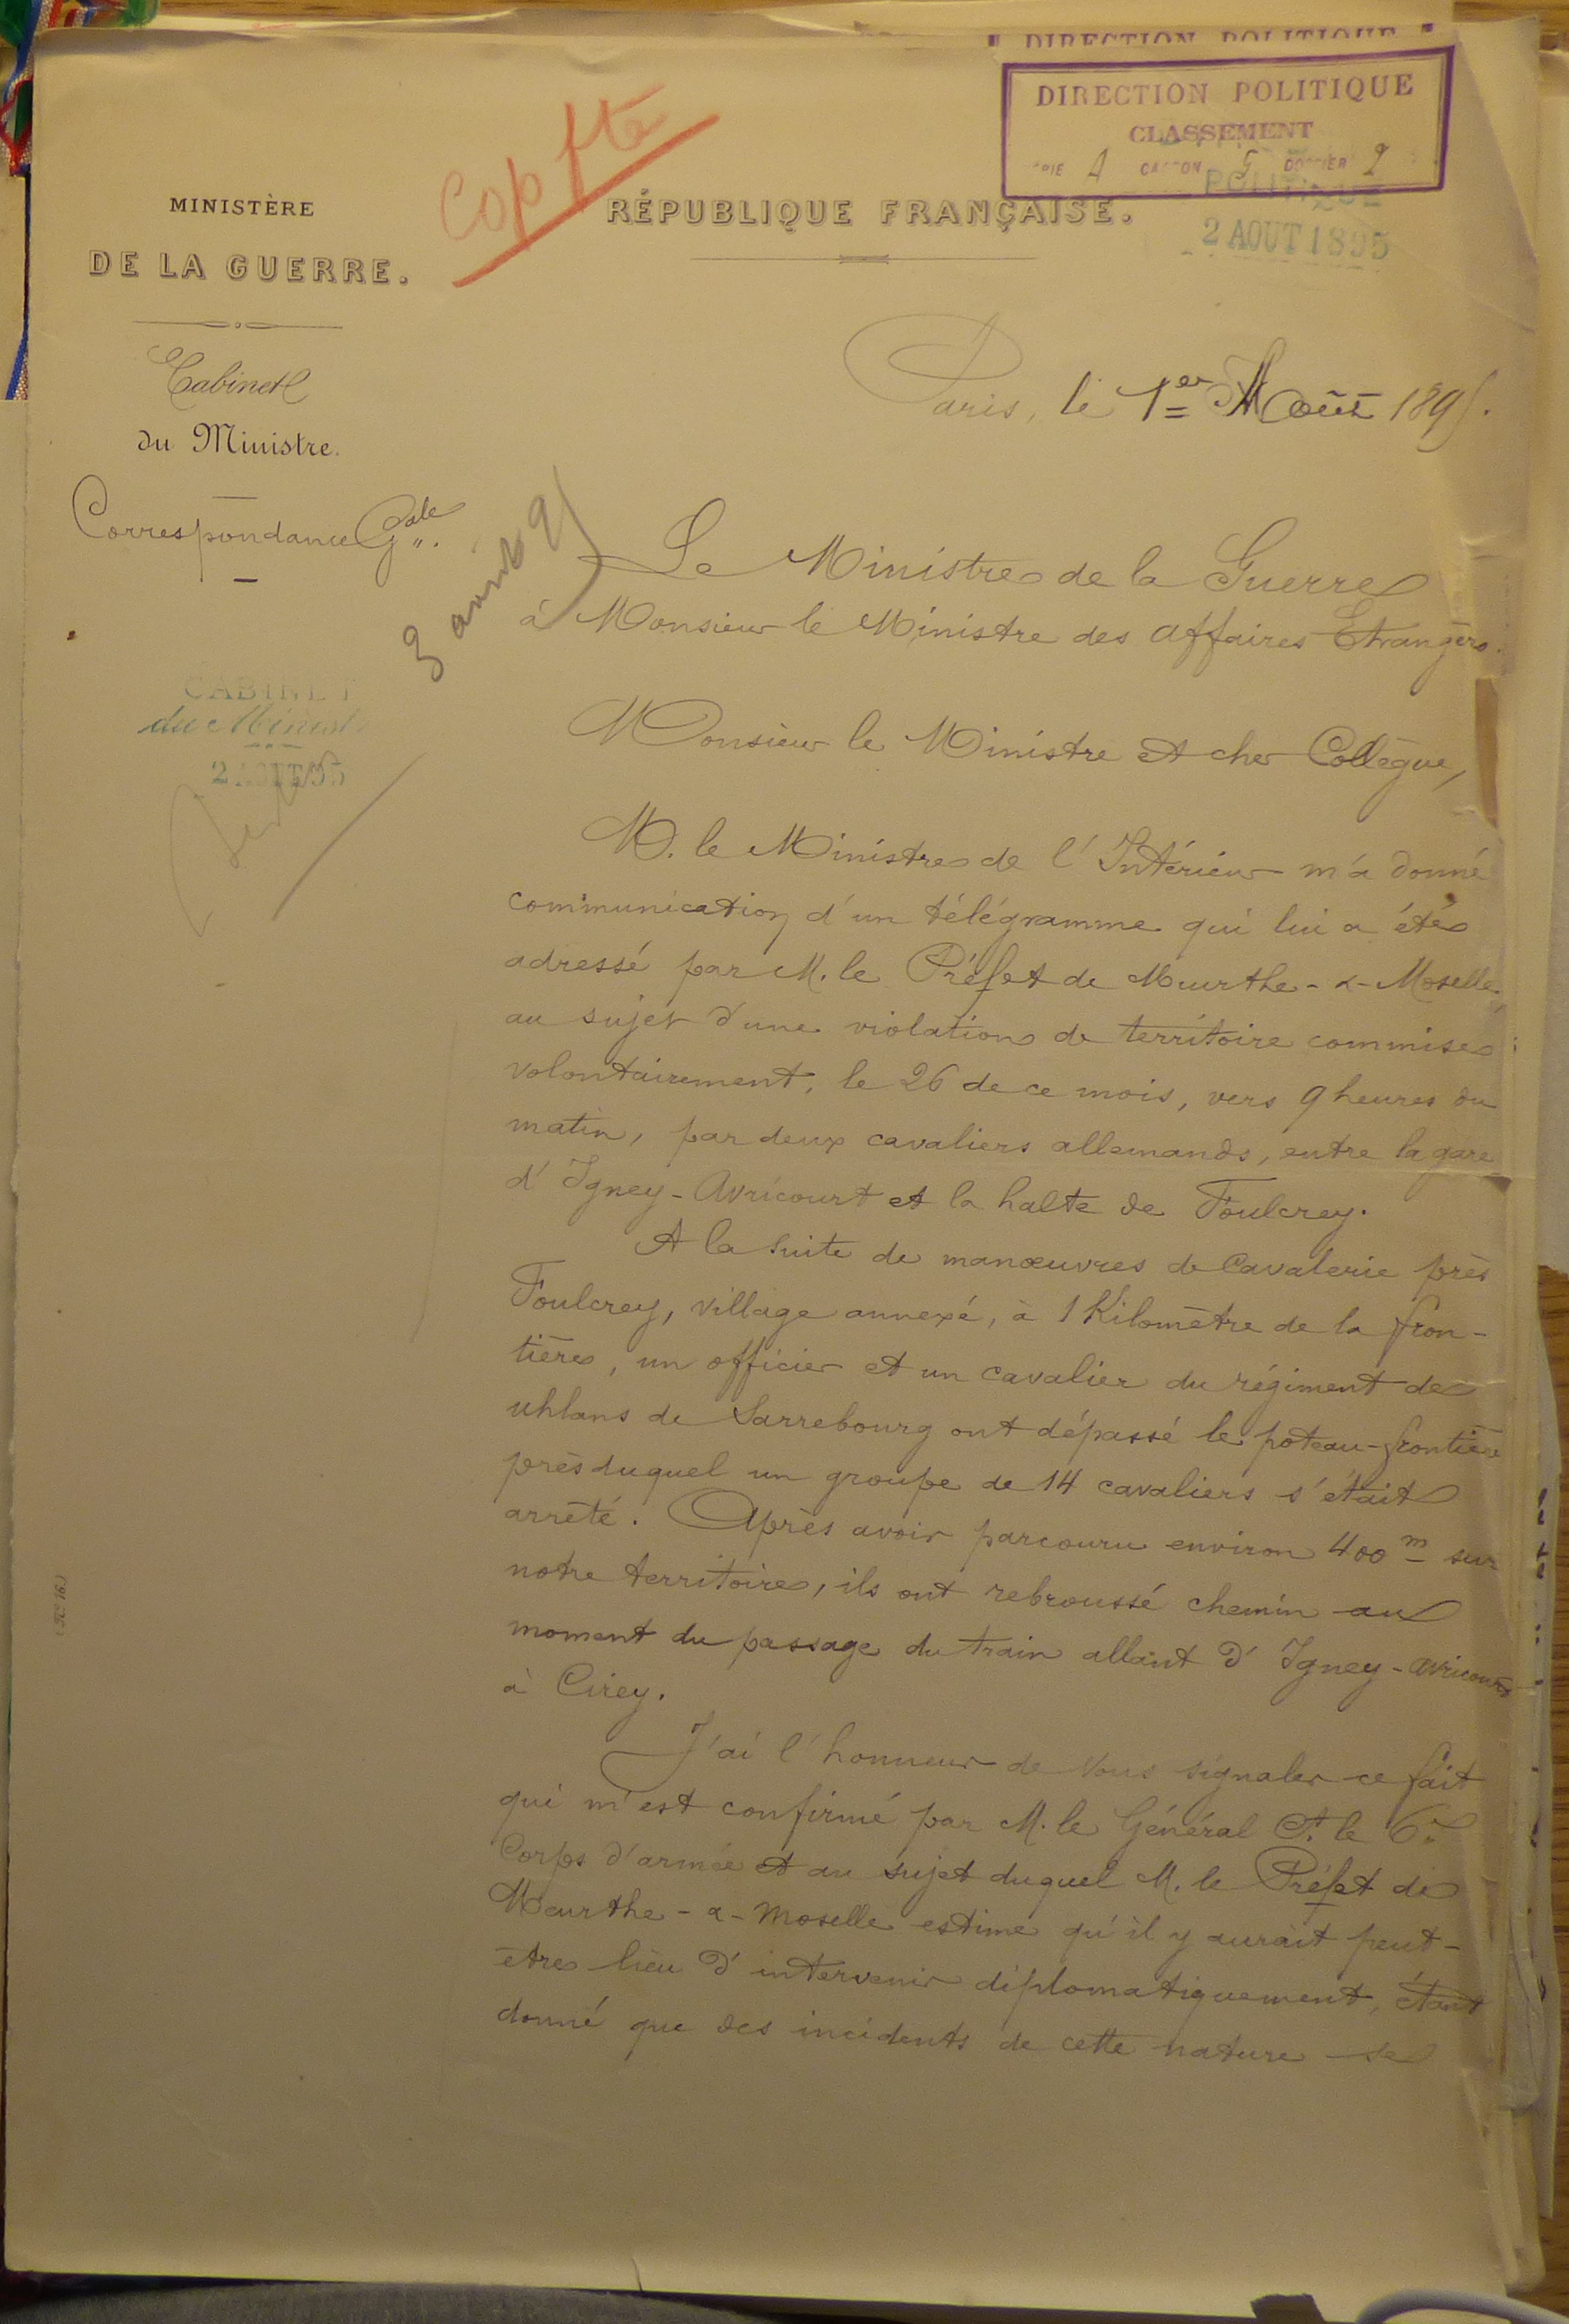 DIRECTION POLITIQUE
DIRECTION POLITIQUE
CLASSEMENT
A CARTON 5 DOSSIER 2
POLITIQUE
2 AOUT 1895
MINISTÈRE
DE LA GUERRE.
RÉPUBLIQUE FRANÇAISE.
Cabinet
du Ministre.
Correspondance Gale
CABINET
du Minist
2 AOUT 95
Paris, le 1er Août 1895.
Le Ministre de la Guerre
à Monsieur le Ministre des Affaires Etrangères.
Monsieur le Ministre et cher Collègue,
M. le Ministre de l'Intérieur m'a donné
communication d'un télégramme qui lui a été
adressé par M. le Préfet de Meurthe-&-Moselle,
au sujet d'une violation de territoire commise
volontairement, le 26 de ce mois, vers 9 heures du
matin, par deux cavaliers allemands, entre la gare
d'Igney-Avricourt et la halte de Foulcrey.
A la suite de manœuvres de Cavalerie près
Foulcrey, village annexé, à 1 Kilomètre de la fron-
tière, un officier et un cavalier du régiment de
uhlans de Sarrebourg ont dépassé le poteau-frontière
près duquel un groupe de 14 cavaliers s'était
arrêté. Après avoir parcouru environ 400 m sur
notre territoire, ils ont rebroussé chemin au
moment du passage du train allant d'Igney-Avricourt
à Cirey.
J'ai l'honneur de vous signaler ce fait
qui m'est confirmé par M. le Général Ct. le 6e
Corps d'armée et au sujet duquel M. le Préfet de
Meurthe-&-Moselle estime qu'il y aurait peut-
être lieu d'intervenir diplomatiquement, étant
donné que des incidents de cette nature se